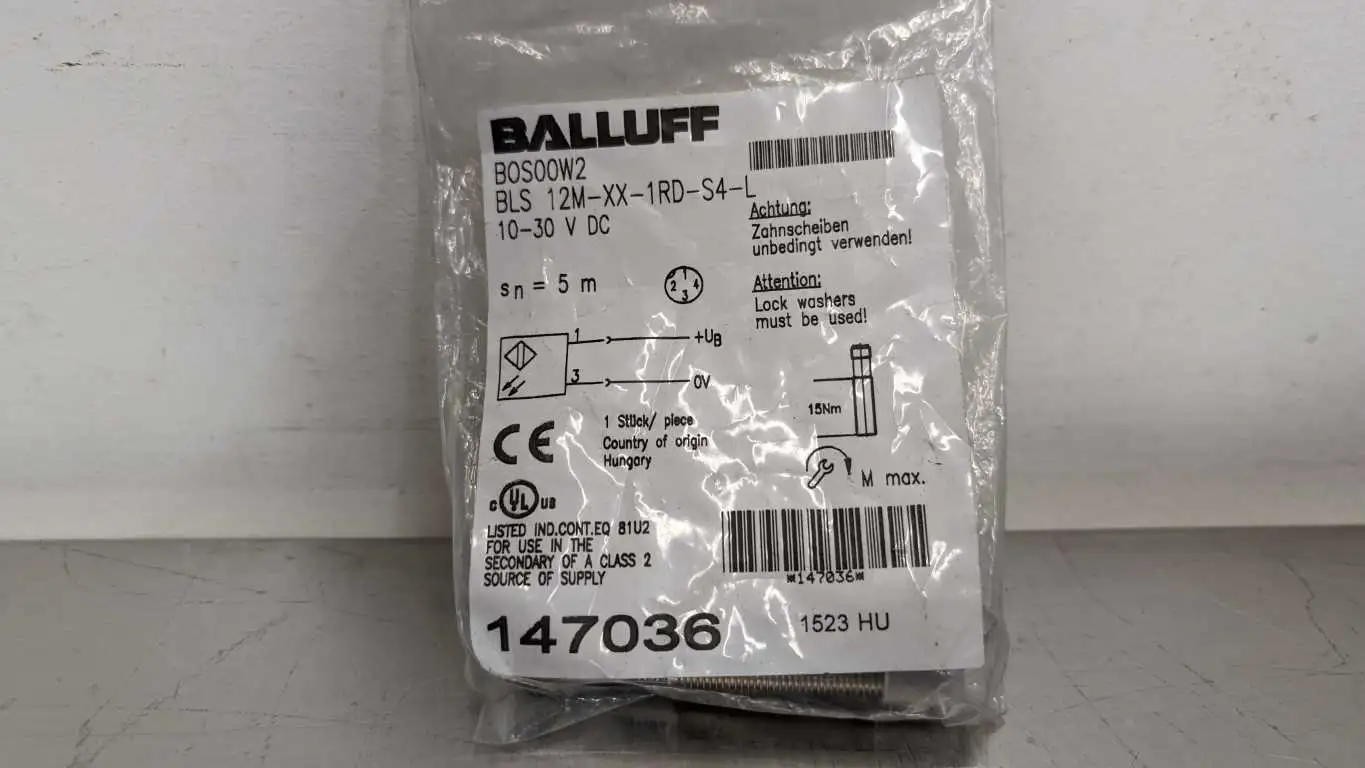 BALLUFF
BOS00W2
BLS 12M-XX-1RD-S4-L
10-30 V DC
Achtung:
Zahnscheiben
unbedingt verwenden!
sn = 5 m
1
2 4
3
Attention:
Lock washers
must be used!
1
+UB
3
0V
15Nm
M max.
1 Stück/ piece
Country of origin
Hungary
CE
c UL us
LISTED IND.CONT.EQ 81U2
FOR USE IN THE
SECONDARY OF A CLASS 2
SOURCE OF SUPPLY
*147036*
147036
1523 HU